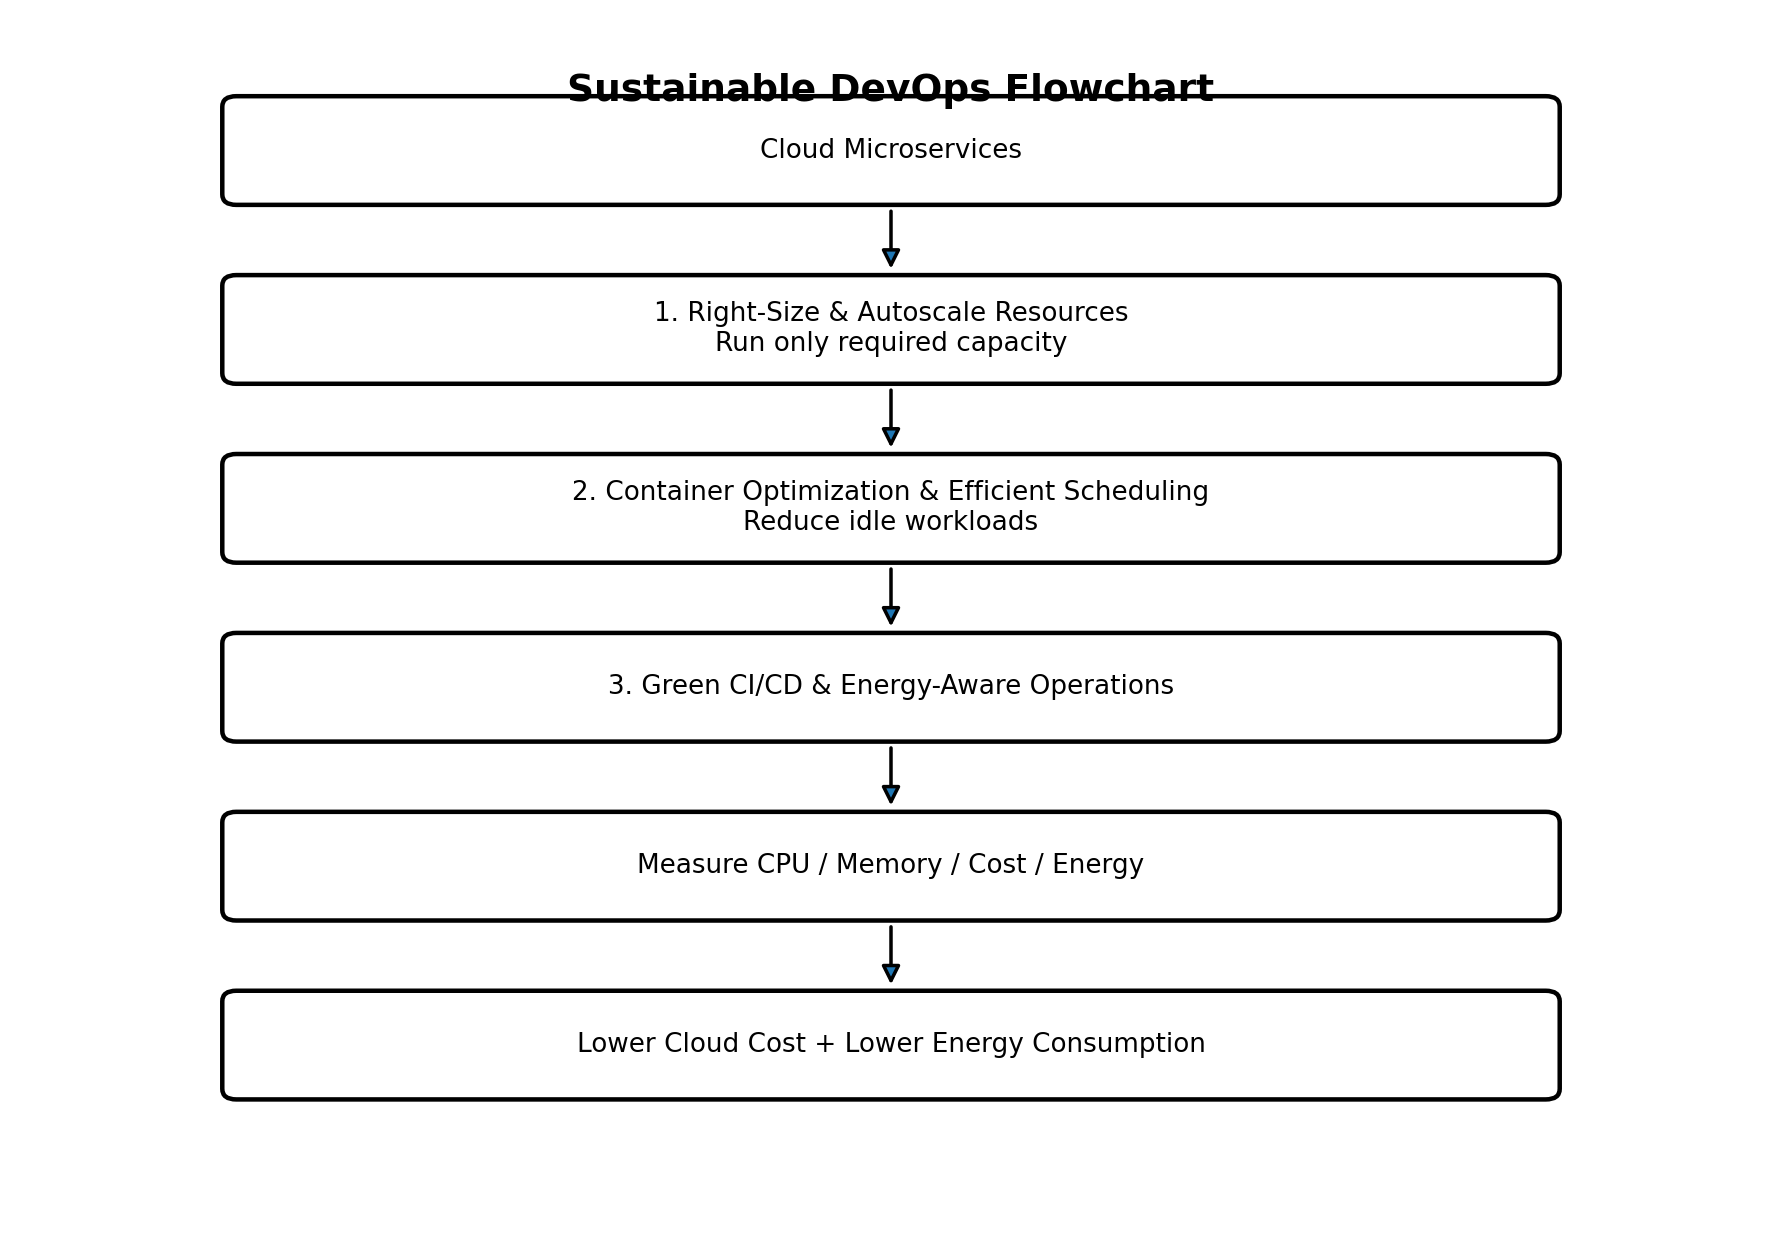 Sustainable DevOps Flowchart
Cloud Microservices
1. Right-Size & Autoscale Resources
Run only required capacity
2. Container Optimization & Efficient Scheduling
Reduce idle workloads
3. Green CI/CD & Energy-Aware Operations
Measure CPU / Memory / Cost / Energy
Lower Cloud Cost + Lower Energy Consumption